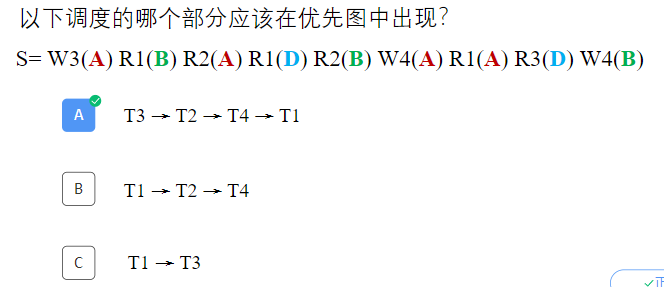 以下调度的哪个部分应该在优先图中出现？
S= W3(A) R1(B) R2(A) R1(D) R2(B) W4(A) R1(A) R3(D) W4(B)
A T3 → T2 → T4 → T1
B T1 → T2 → T4
C T1 → T3